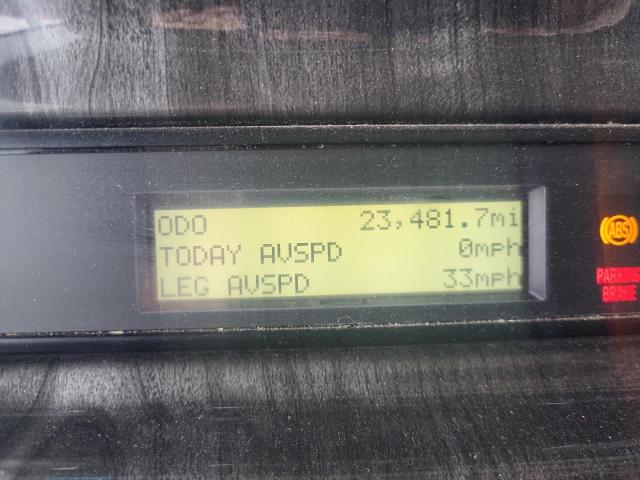 ODO 23,481.7mi
TODAY AVSPD 0mph
LEG AVSPD 33mph
ABS
PARKING
BRAKE